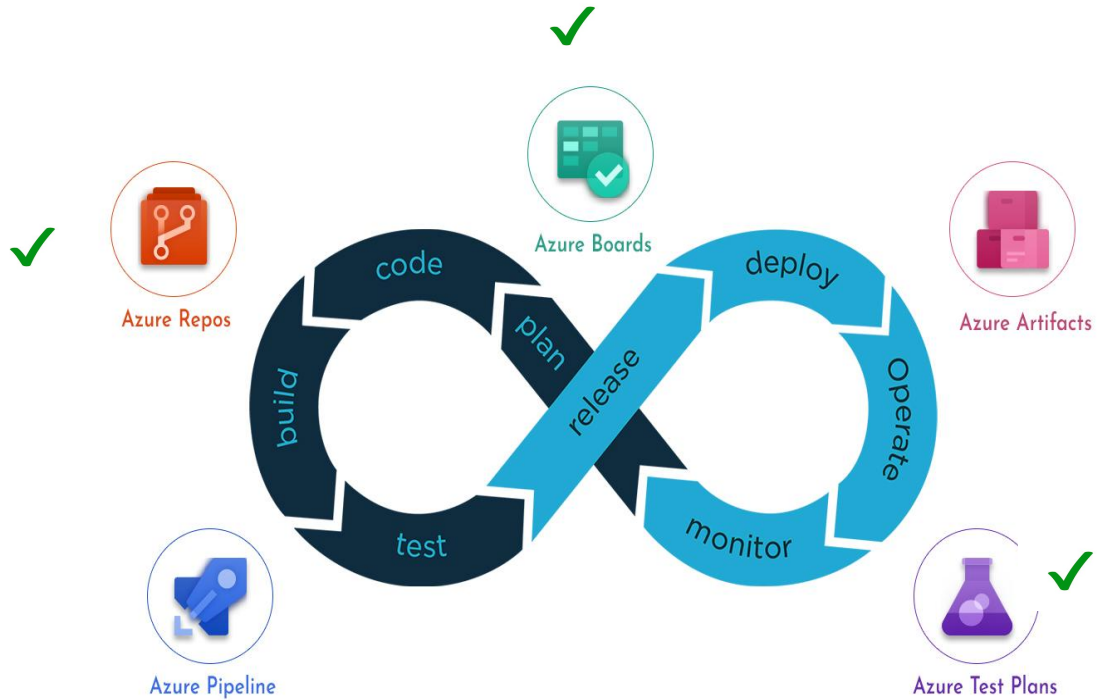 Azure Boards
Azure Repos
Azure Artifacts
code
deploy
plan
release
build
Operate
test
monitor
Azure Pipeline
Azure Test Plans